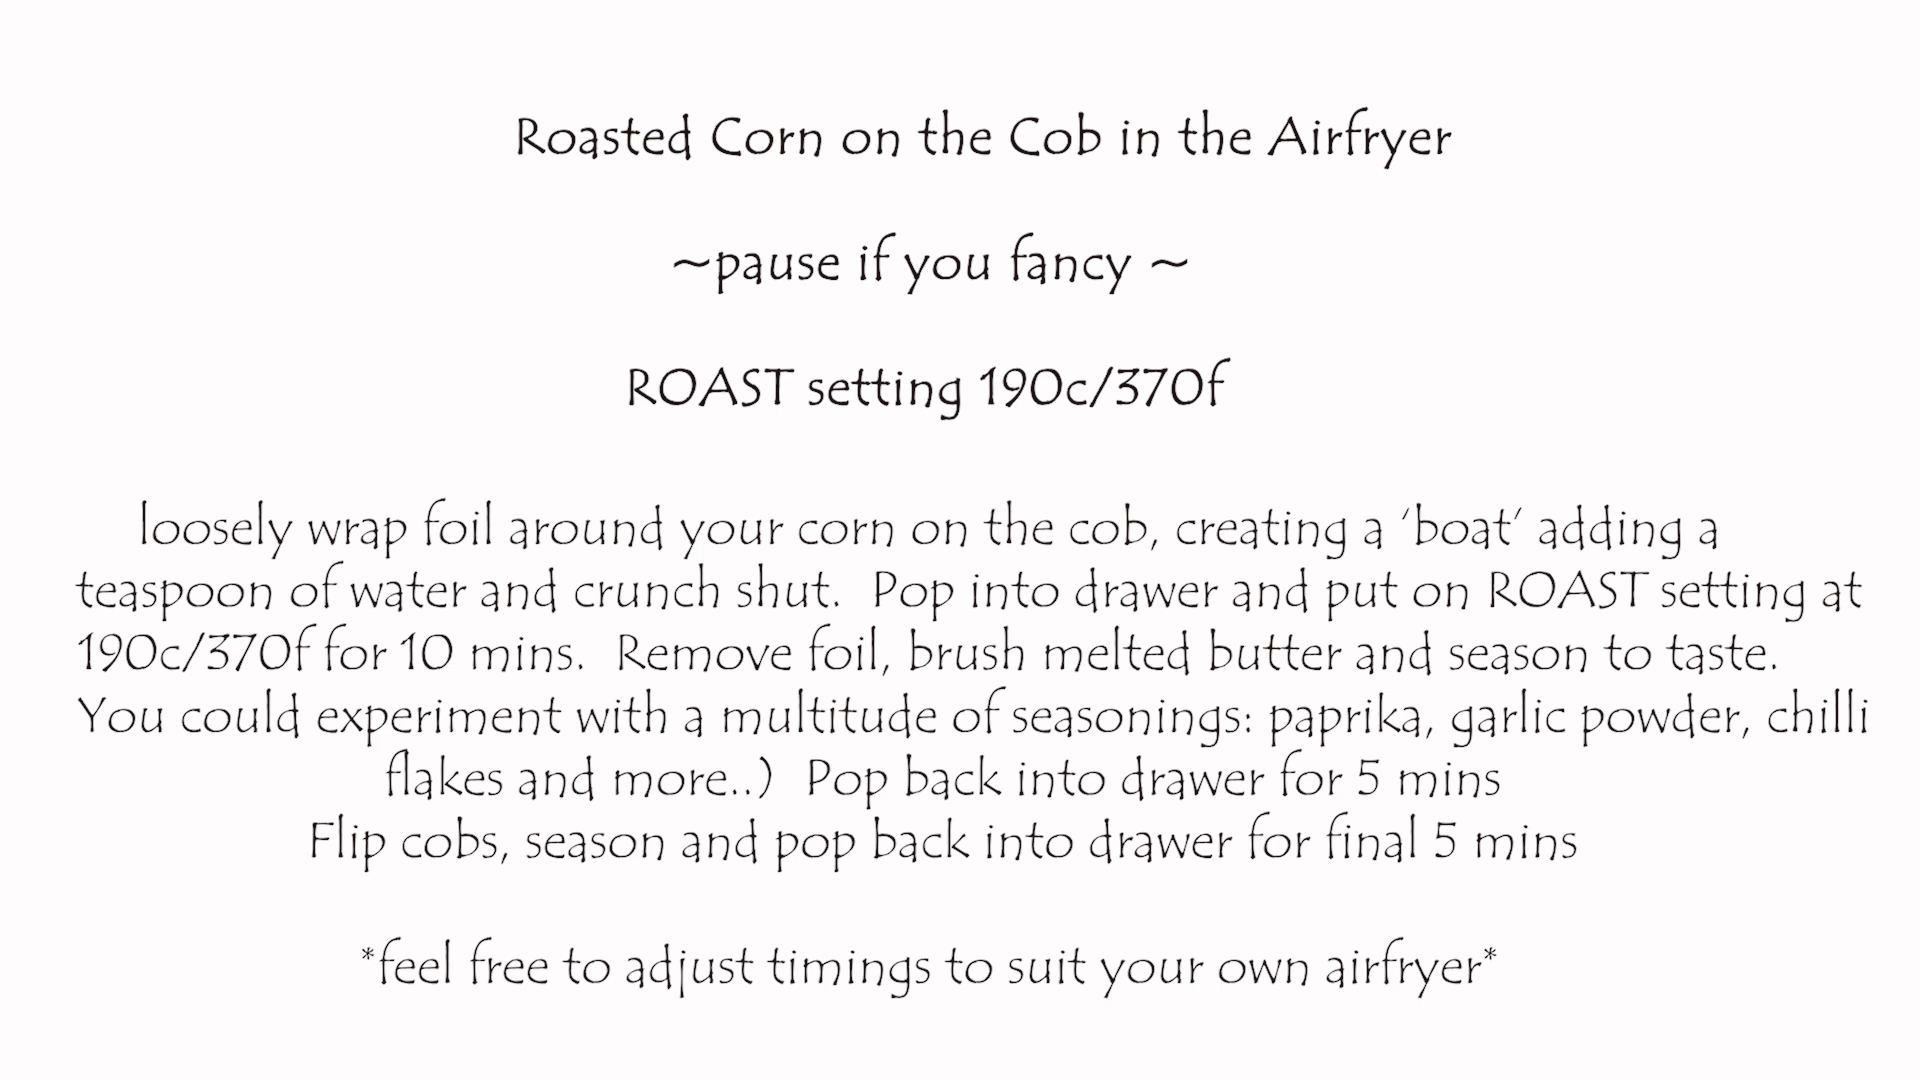 Roasted Corn on the Cob in the Airfryer
~pause if you fancy ~
ROAST setting 190c/370f
loosely wrap foil around your corn on the cob, creating a ‘boat’ adding a
teaspoon of water and crunch shut.  Pop into drawer and put on ROAST setting at
190c/370f for 10 mins.  Remove foil, brush melted butter and season to taste.
You could experiment with a multitude of seasonings: paprika, garlic powder, chilli
flakes and more..)  Pop back into drawer for 5 mins
Flip cobs, season and pop back into drawer for final 5 mins
*feel free to adjust timings to suit your own airfryer*